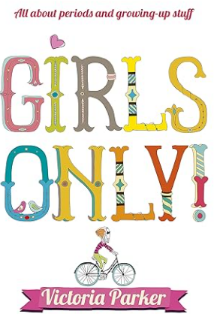 All about periods and growing-up stuff
GIRLS
ONLY!
Victoria Parker